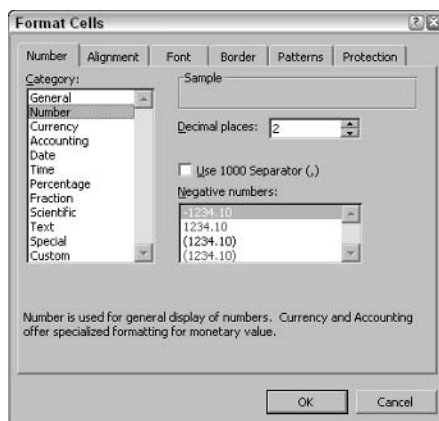 Format Cells
Number Alignment Font Border Patterns Protection
Category:
General
Number
Currency
Accounting
Date
Time
Percentage
Fraction
Scientific
Text
Special
Custom
Sample
Decimal places: 2
Use 1000 Separator (,)
Negative numbers:
-1234.10
1234.10
(1234.10)
(1234.10)
Number is used for general display of numbers. Currency and Accounting
offer specialized formatting for monetary value.
OK Cancel